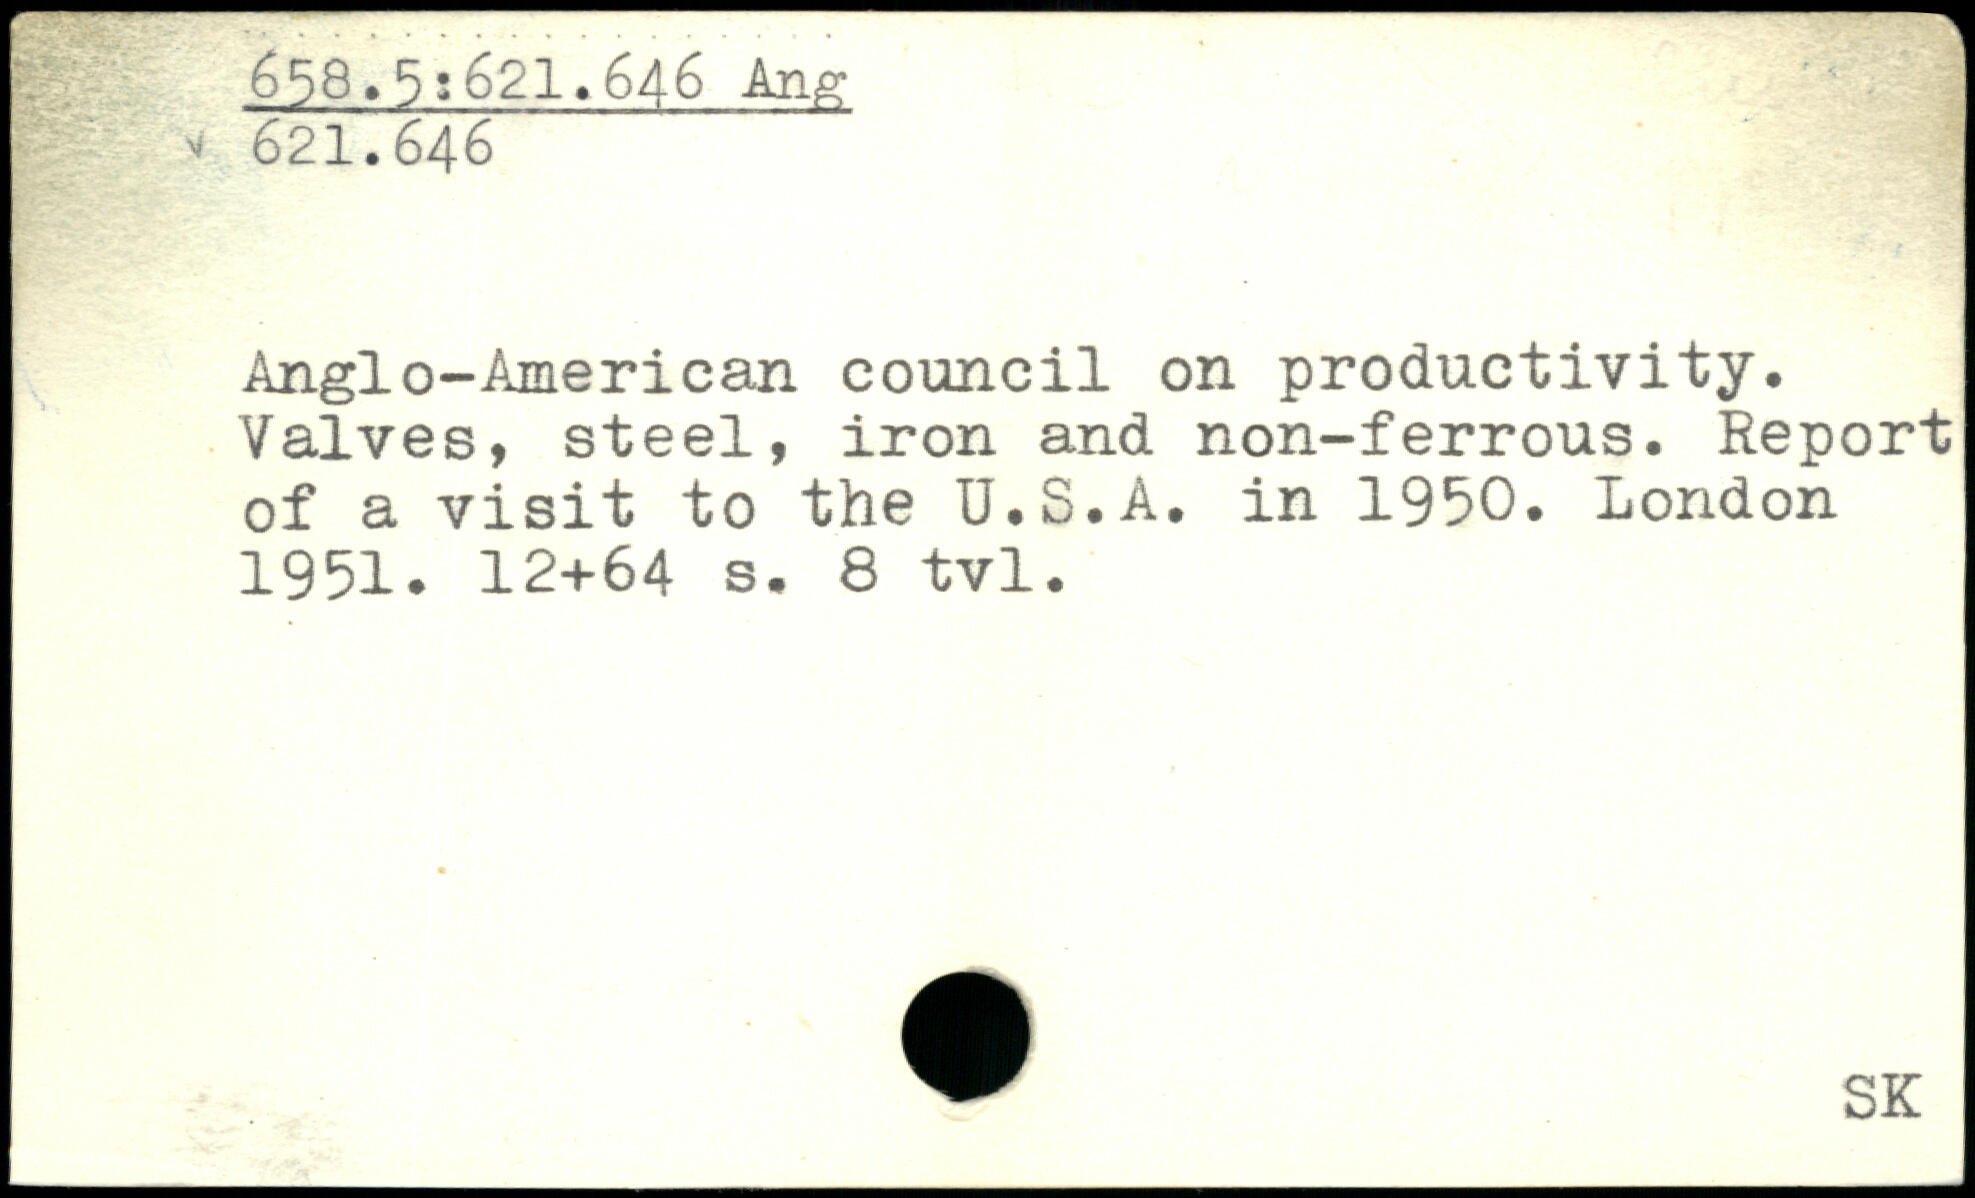 658.5:621.646 Ang
v 621.646
Anglo-American council on productivity.
Valves, steel, iron and non-ferrous. Report
of a visit to the U.S.A. in 1950. London
1951. 12+64 s. 8 tvl.
SK